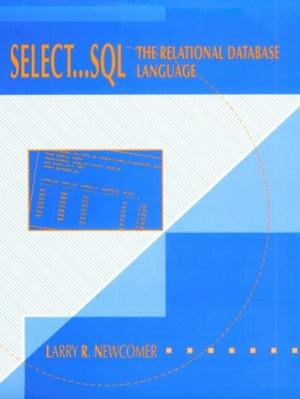 SELECT...SQL THE RELATIONAL DATABASE
LANGUAGE
LARRY R. NEWCOMER